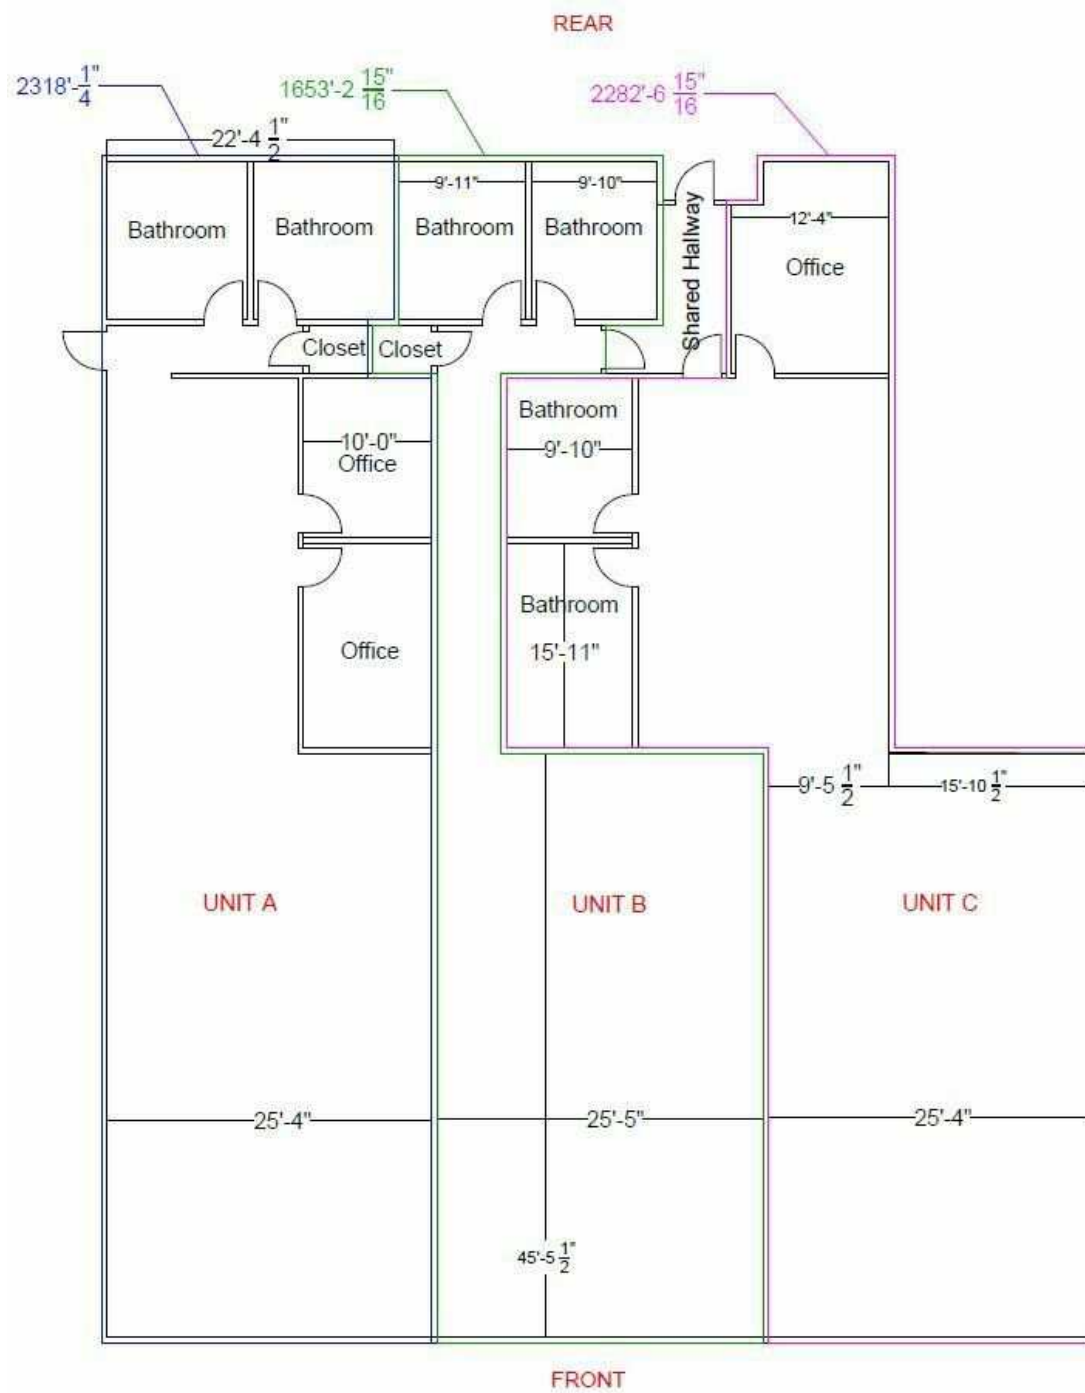 REAR
2318'-1/4"
1653'-2 15/16"
2282'-6 15/16"
22'-4 1/2"
9'-11"
9'-10"
12'-4"
Bathroom
Bathroom
Bathroom
Bathroom
Shared Hallway
Office
Closet
Closet
Bathroom
10'-0"
9'-10"
Office
Bathroom
Office
15'-11"
9'-5 1/2"
15'-10 1/2"
UNIT A
UNIT B
UNIT C
25'-4"
25'-5"
25'-4"
45'-5 1/2"
FRONT